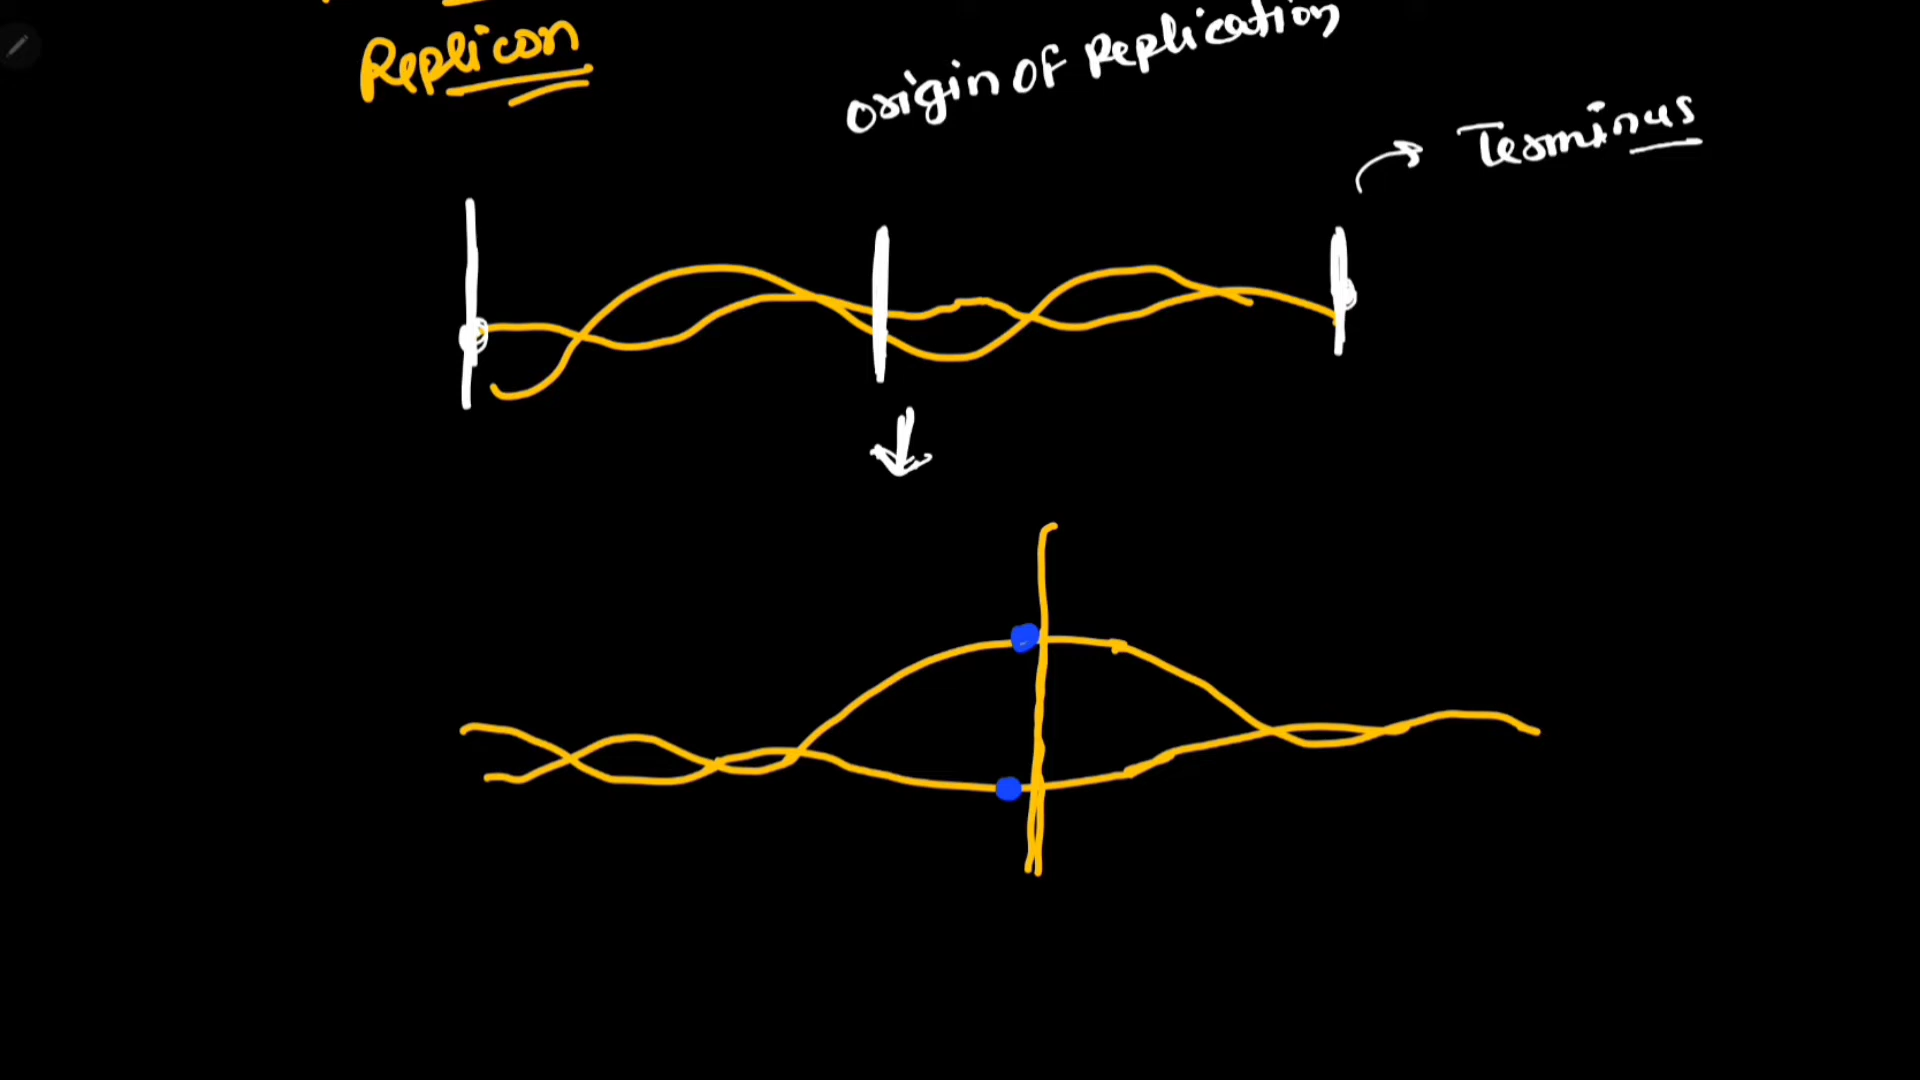 Replicon
Origin of Replication
Terminus